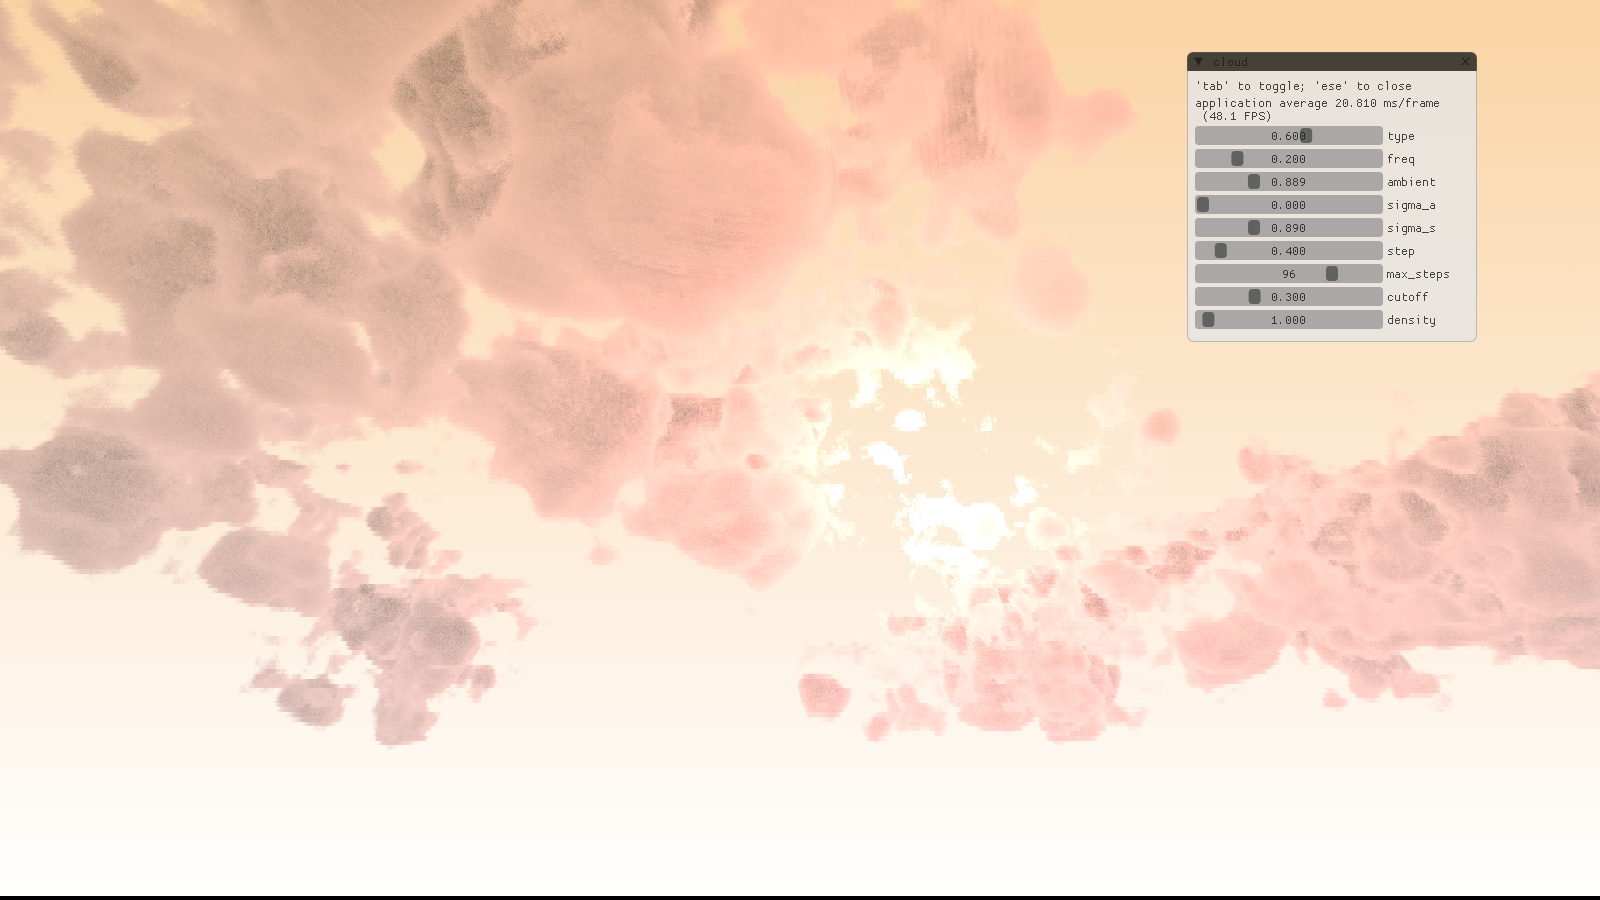 cloud
'tab' to toggle; 'ese' to close
application average 20.810 ms/frame
(48.1 FPS)
0.600 type
0.200 freq
0.889 ambient
0.000 sigma_a
0.890 sigma_s
0.400 step
96 max_steps
0.300 cutoff
1.000 density